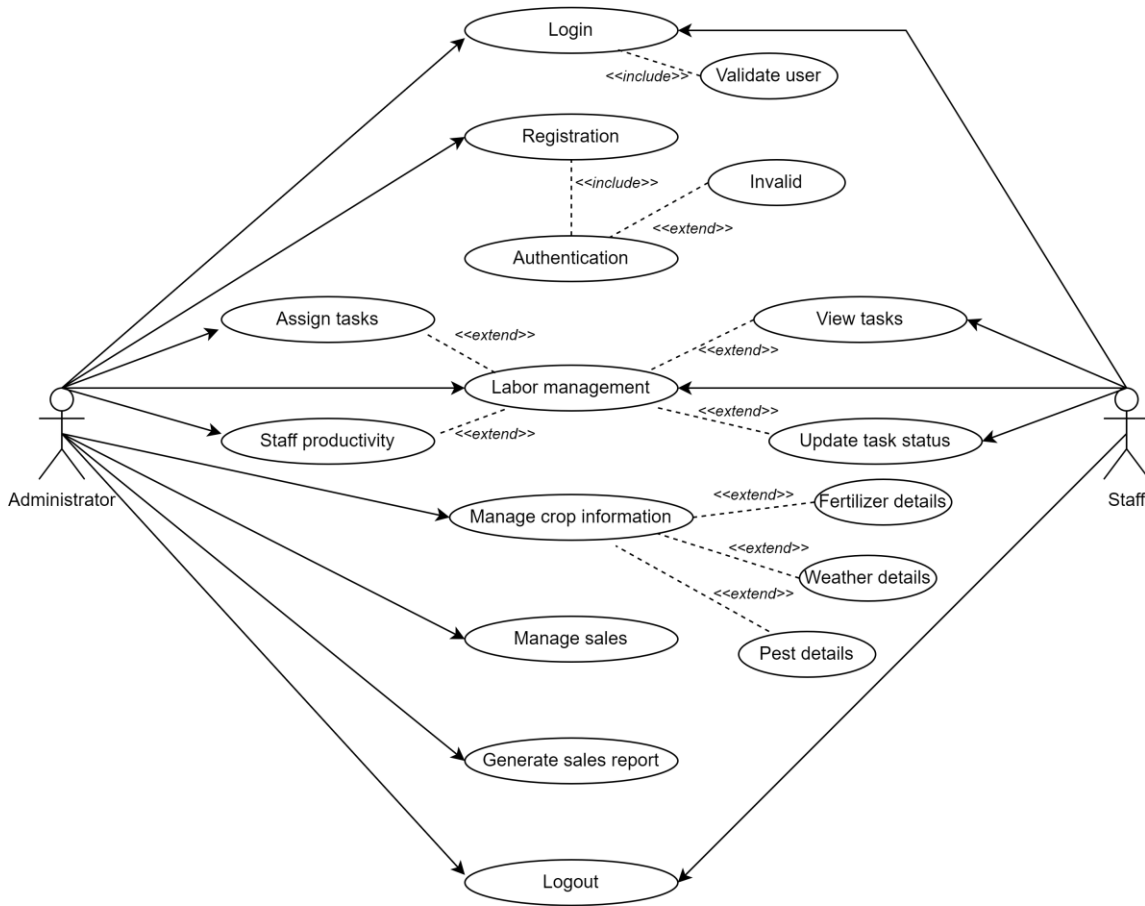 Login
<<include>>
Validate user
Registration
<<include>>
Invalid
<<extend>>
Authentication
Assign tasks
<<extend>>
View tasks
<<extend>>
Labor management
<<extend>>
Staff productivity
<<extend>>
Update task status
Administrator
Staff
<<extend>>
Fertilizer details
Manage crop information
<<extend>>
Weather details
<<extend>>
Manage sales
Pest details
Generate sales report
Logout